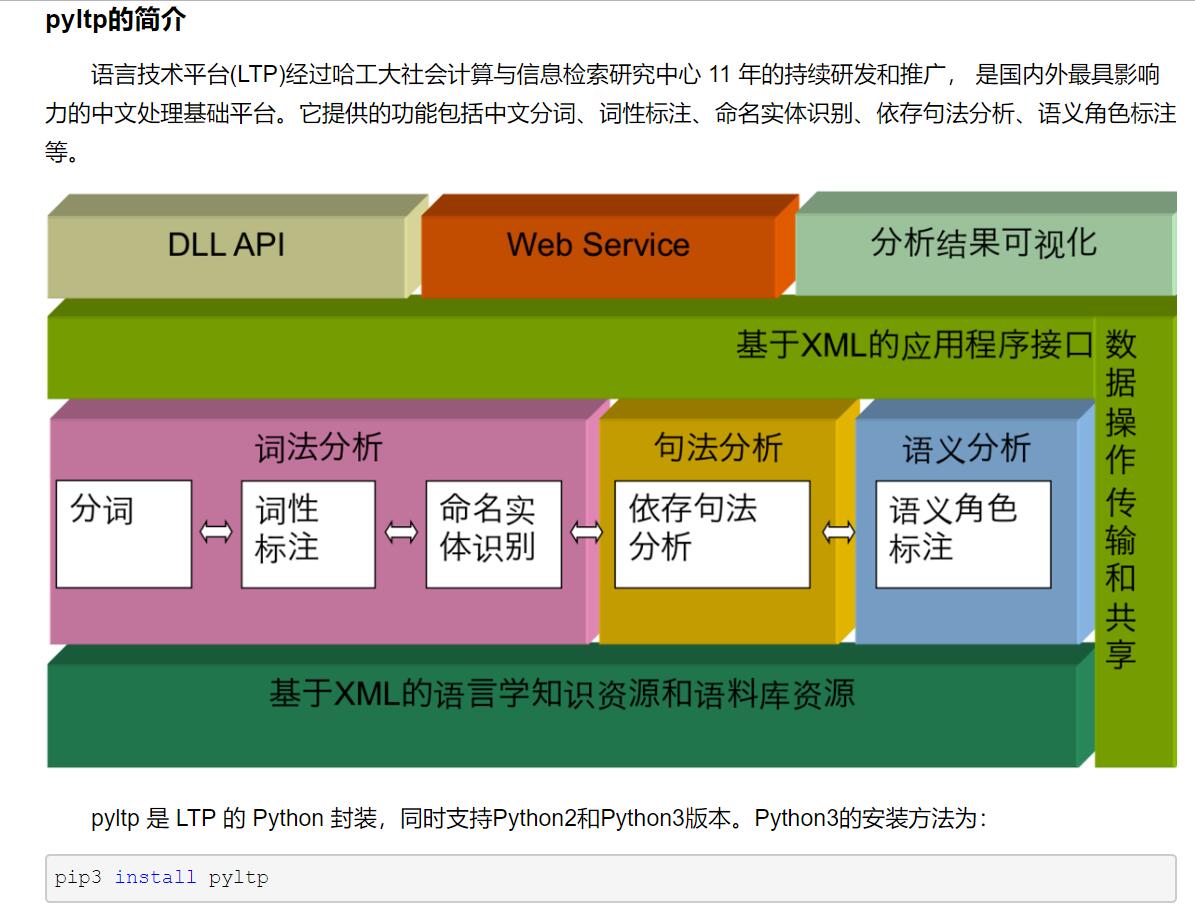 pyltp的简介
语言技术平台(LTP)经过哈工大社会计算与信息检索研究中心 11 年的持续研发和推广， 是国内外最具影响
力的中文处理基础平台。它提供的功能包括中文分词、词性标注、命名实体识别、依存句法分析、语义角色标注
等。
DLL API
Web Service
分析结果可视化
基于XML的应用程序接口
数据操作 传输和共享
词法分析
句法分析
语义分析
分词
词性
标注
命名实
体识别
依存句法
分析
语义角色
标注
基于XML的语言学知识资源和语料库资源
pyltp 是 LTP 的 Python 封装，同时支持Python2和Python3版本。Python3的安装方法为：
pip3 install pyltp